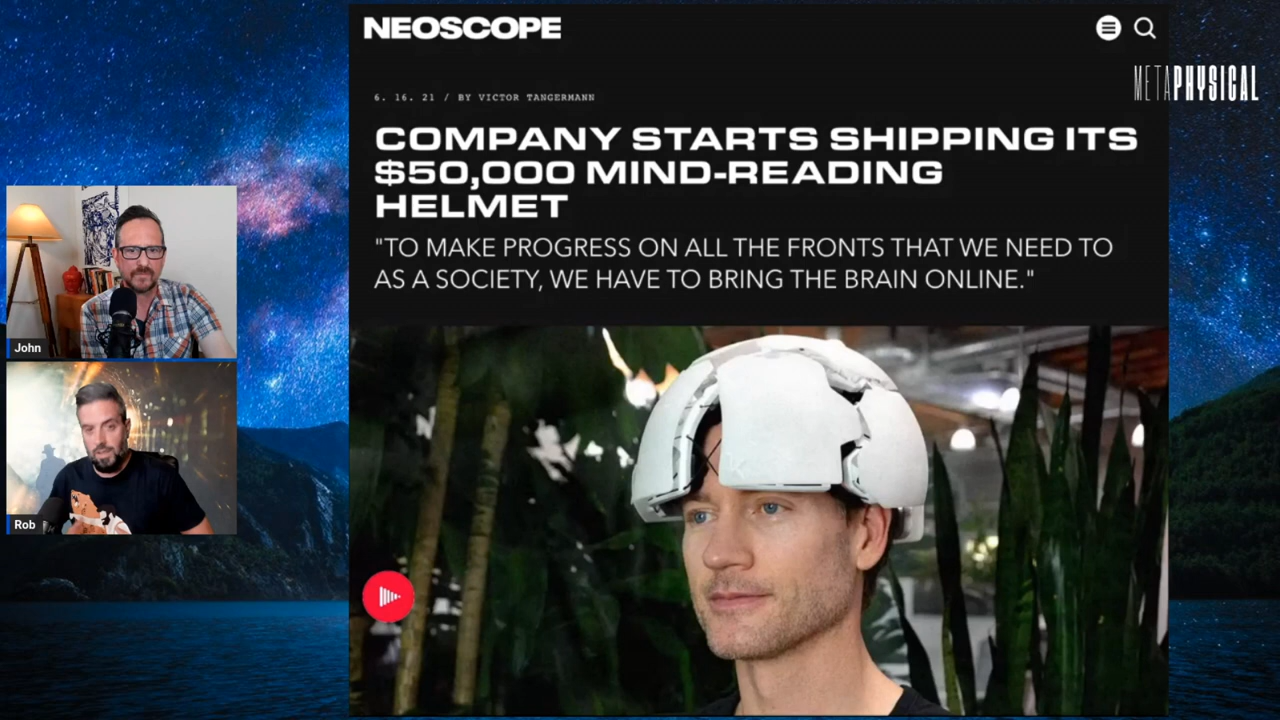 NEOSCOPE
METAPHYSICAL
6. 16. 21 / BY VICTOR TANGERMANN
COMPANY STARTS SHIPPING ITS
$50,000 MIND-READING
HELMET
"TO MAKE PROGRESS ON ALL THE FRONTS THAT WE NEED TO
AS A SOCIETY, WE HAVE TO BRING THE BRAIN ONLINE."
John
Rob